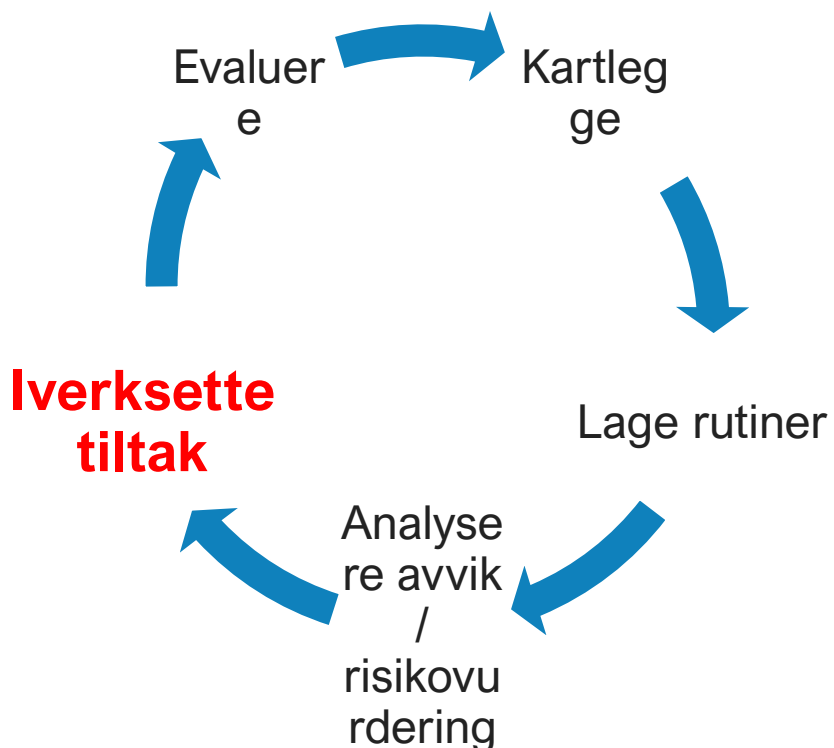 Evaluer
e
Kartleg
ge
Lage rutiner
Analyse
re avvik
/
risikovu
rdering
Iverksette
tiltak